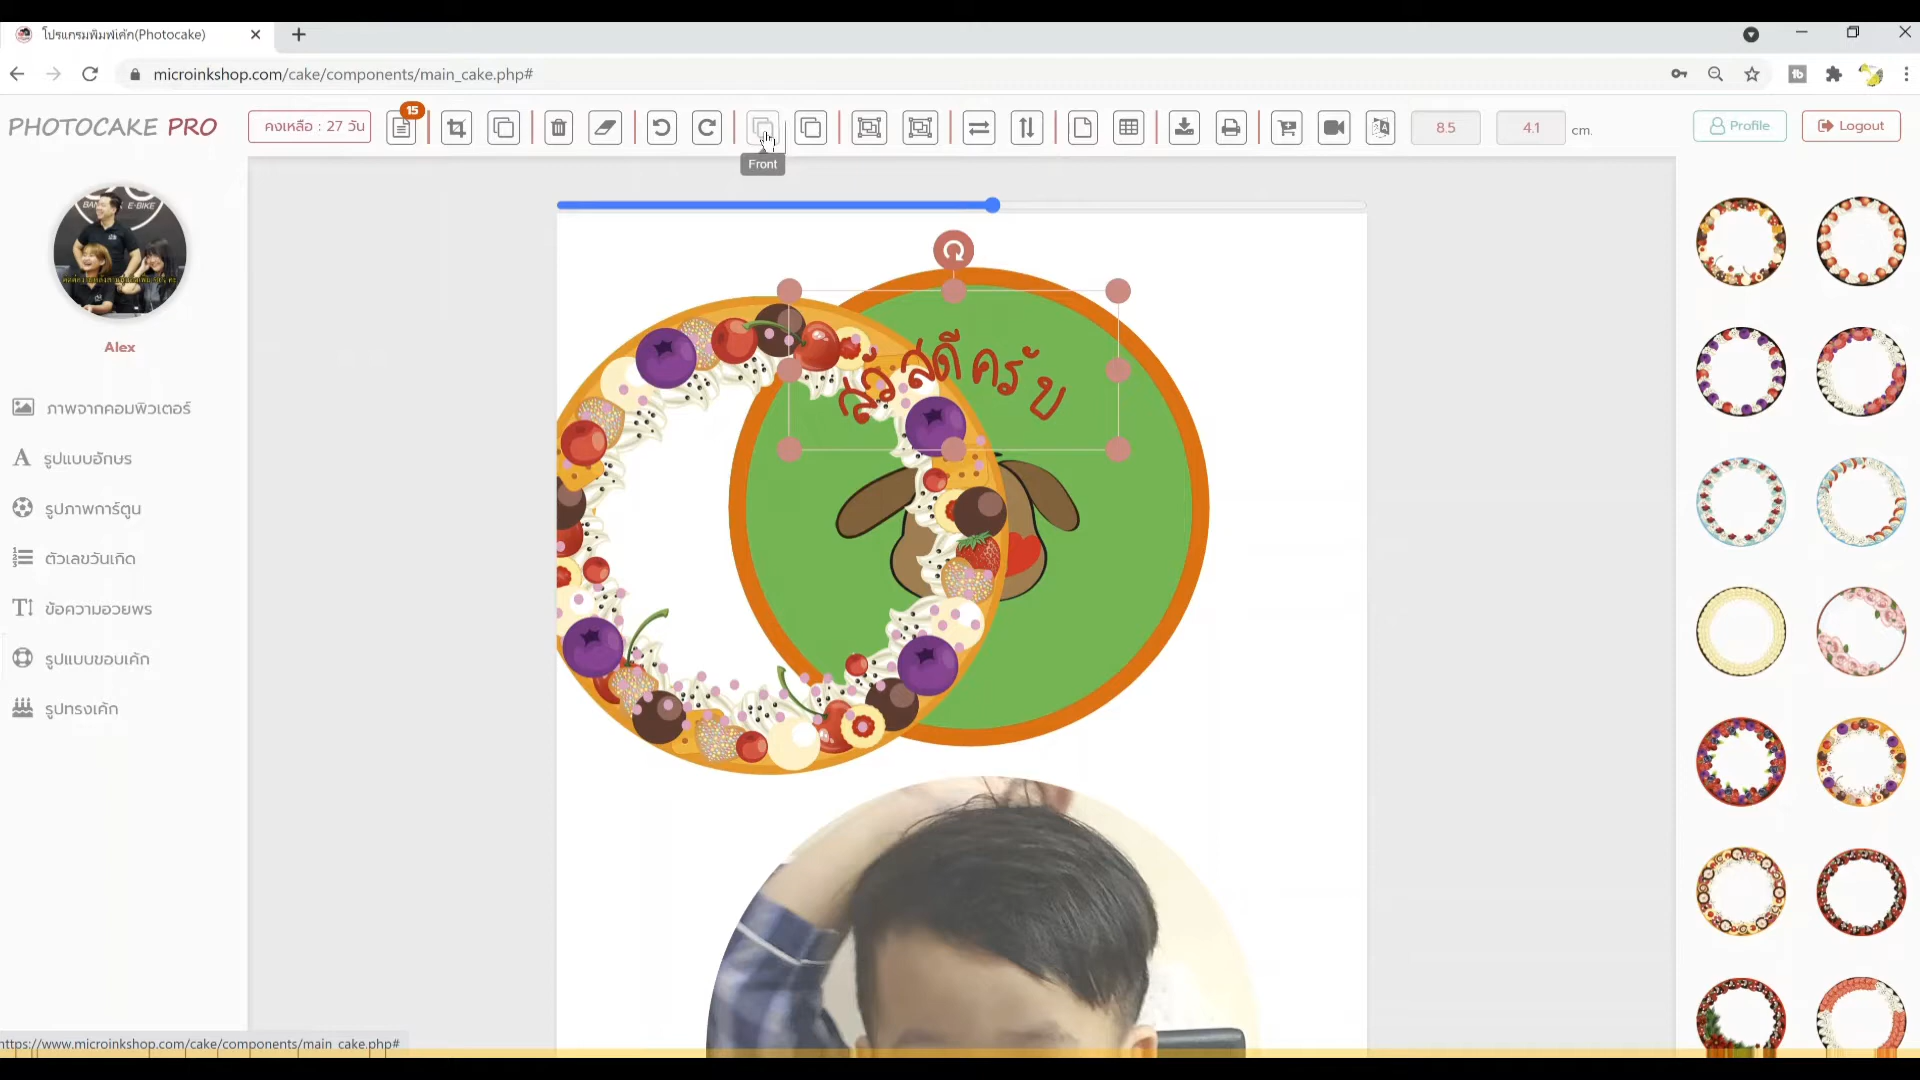 โปรแกรมพิมพ์เค้ก(Photocake)
microinkshop.com/cake/components/main_cake.php#
PHOTOCAKE PRO
คงเหลือ : 27 วัน
15
8.5
4.1
cm.
Profile
Logout
Front
E-BIKE
Alex
ภาพจากคอมพิวเตอร์
รูปแบบอักษร
รูปภาพการ์ตูน
ตัวเลขวันเกิด
ข้อความอวยพร
รูปแบบขอบเค้ก
รูปทรงเค้ก
สวัสดีครับ
https://www.microinkshop.com/cake/components/main_cake.php#